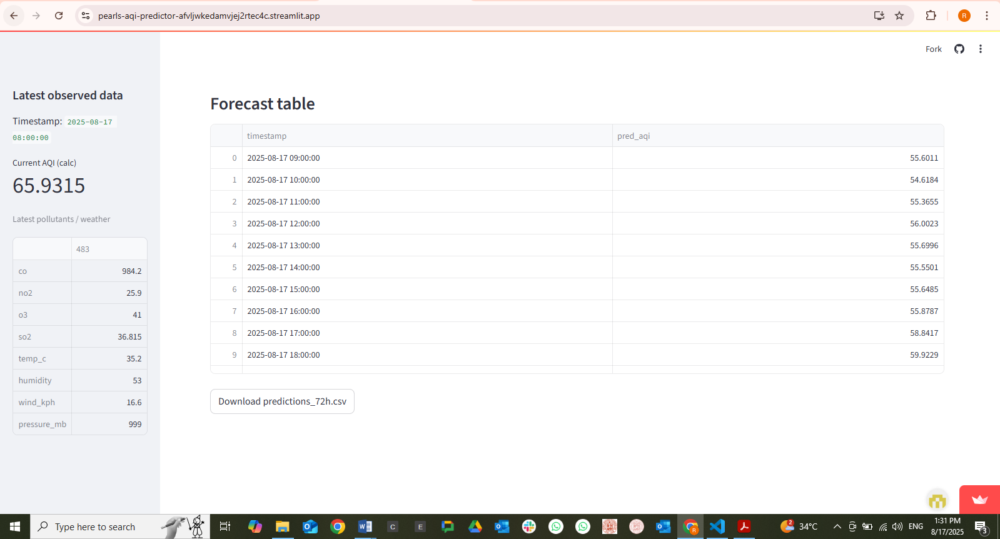 pearls-aqi-predictor-afvljwkedamvjej2rtec4c.streamlit.app
R
Fork
Latest observed data
Timestamp: 2025-08-17
08:00:00
Current AQI (calc)
65.9315
Latest pollutants / weather
483
co 984.2
no2 25.9
o3 41
so2 36.815
temp_c 35.2
humidity 53
wind_kph 16.6
pressure_mb 999
Forecast table
timestamp pred_aqi
0 2025-08-17 09:00:00 55.6011
1 2025-08-17 10:00:00 54.6184
2 2025-08-17 11:00:00 55.3655
3 2025-08-17 12:00:00 56.0023
4 2025-08-17 13:00:00 55.6996
5 2025-08-17 14:00:00 55.5501
6 2025-08-17 15:00:00 55.6485
7 2025-08-17 16:00:00 55.8787
8 2025-08-17 17:00:00 58.8417
9 2025-08-17 18:00:00 59.9229
Download predictions_72h.csv
Type here to search
W
C
E
R
2
34°C
ENG
1:31 PM
8/17/2025
3